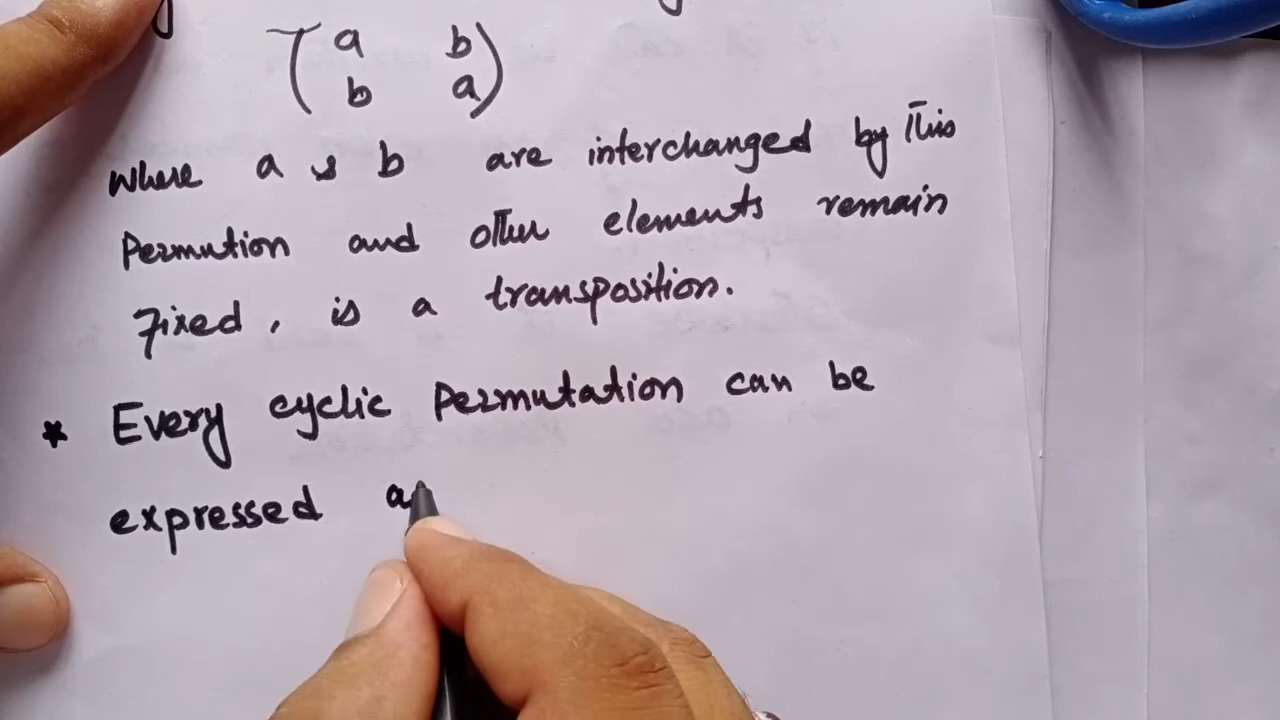 ( a b
b a )
where a & b are interchanged by this
Permution and other elements remain
fixed, is a transposition.
* Every cyclic Permutation can be
expressed a